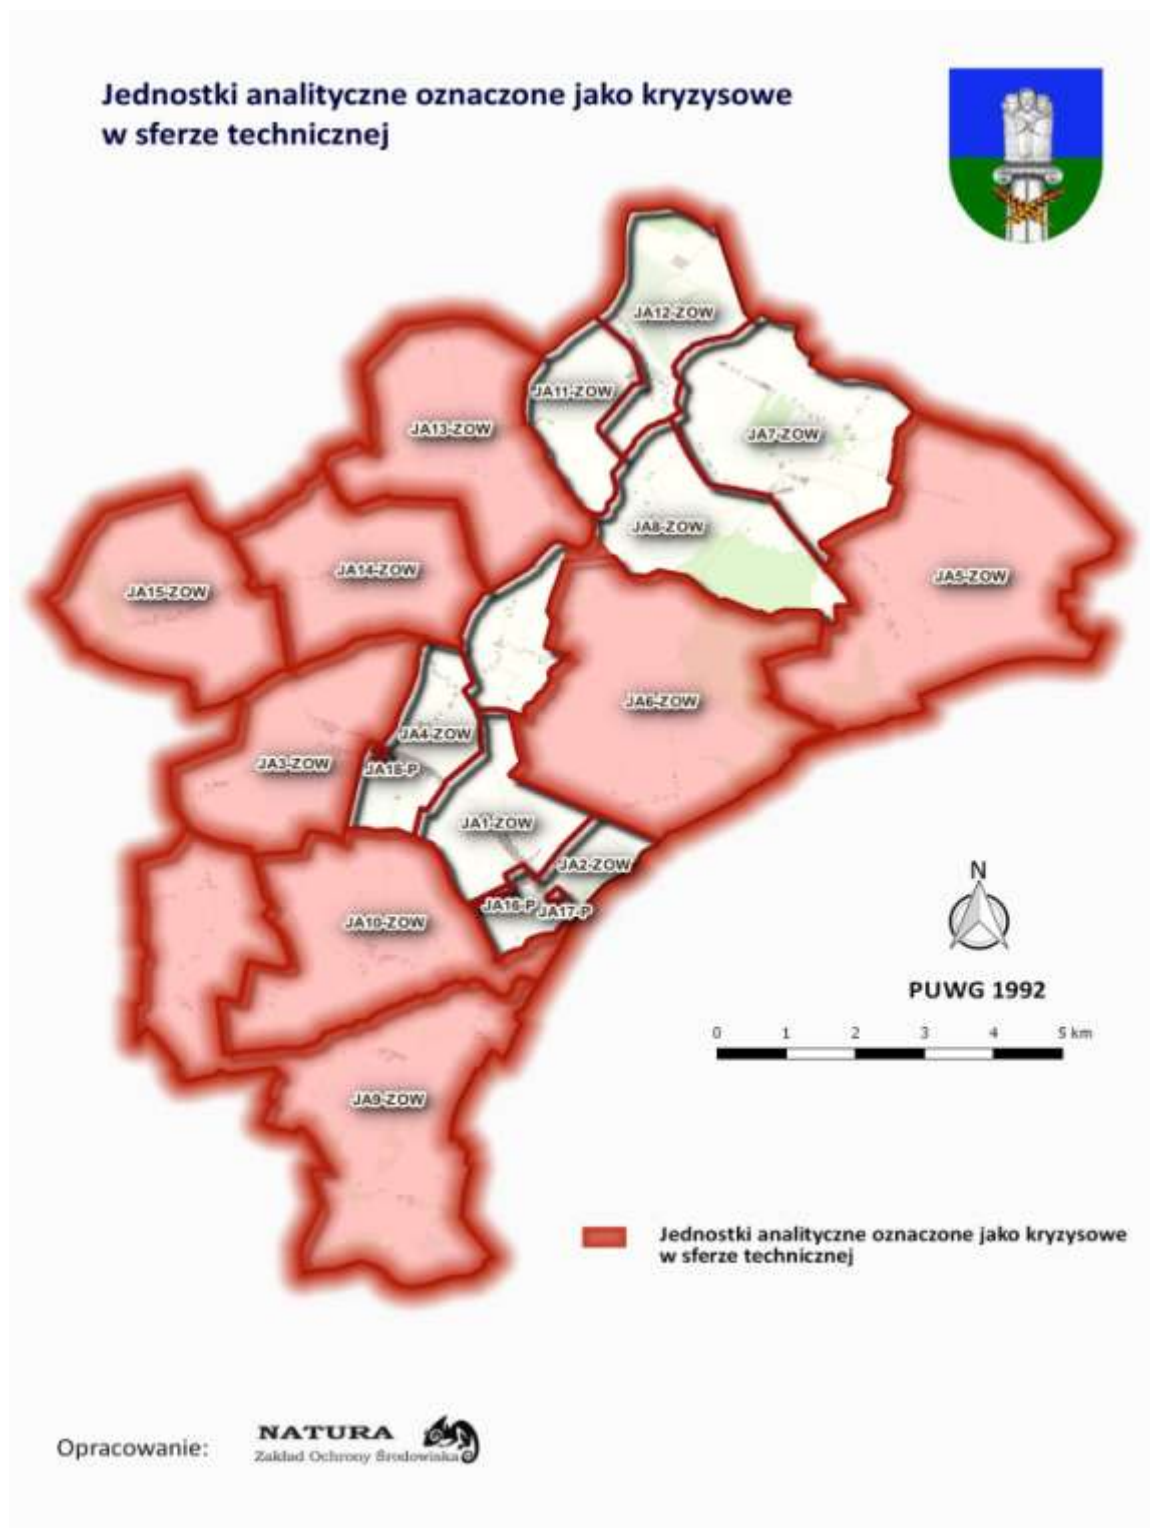 Jednostki analityczne oznaczone jako kryzysowe
w sferze technicznej
JA12-ZOW
JA11-ZOW
JA13-ZOW
JA7-ZOW
JA8-ZOW
JA14-ZOW
JA5-ZOW
JA15-ZOW
JA6-ZOW
JA4-ZOW
JA3-ZOW
JA18-P
JA1-ZOW
JA2-ZOW
JA16-P
JA17-P
JA10-ZOW
JA9-ZOW
N
PUWG 1992
0 1 2 3 4 5 km
Jednostki analityczne oznaczone jako kryzysowe
w sferze technicznej
Opracowanie:
NATURA
Zakład Ochrony Środowiska